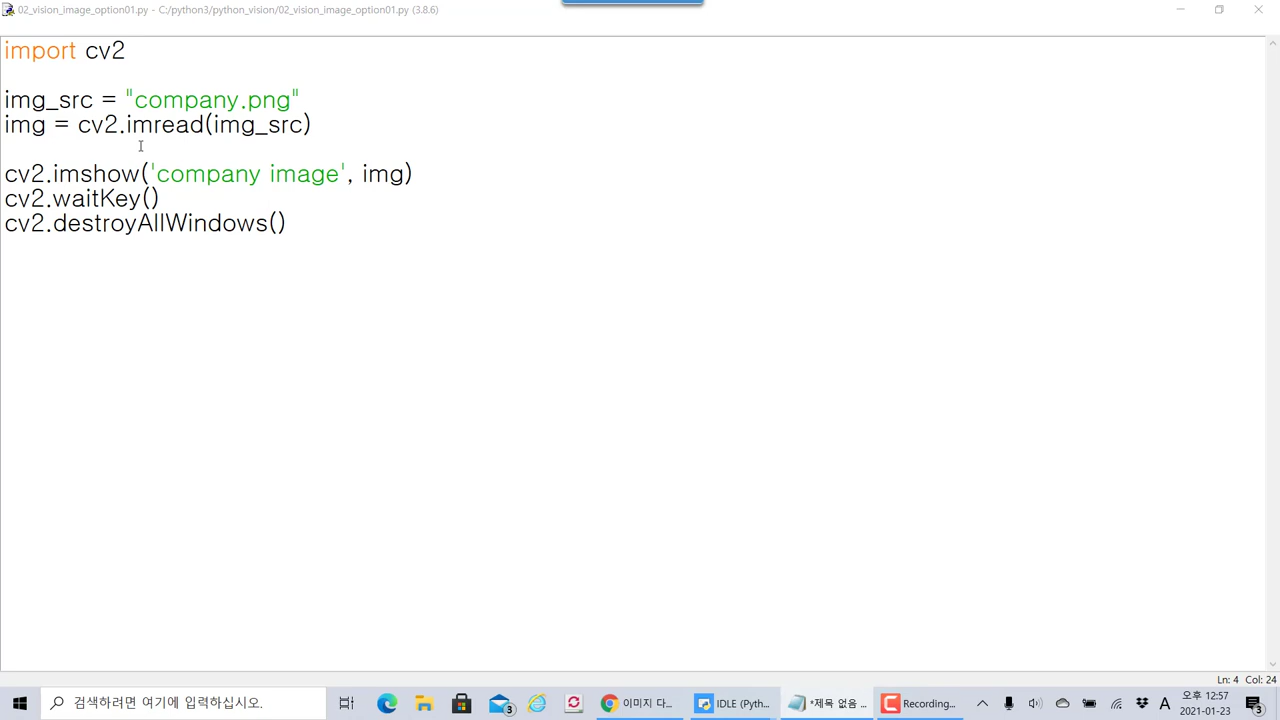 02_vision_image_option01.py - C:/python3/python_vision/02_vision_image_option01.py (3.8.6)
import cv2
img_src = "company.png"
img = cv2.imread(img_src)
cv2.imshow('company image', img)
cv2.waitKey()
cv2.destroyAllWindows()
Ln: 4 Col: 24
검색하려면 여기에 입력하십시오.
3
이미지 다...
IDLE (Pyth...
*제목 없을 ...
Recording...
A
오후 12:57
2021-01-23
3